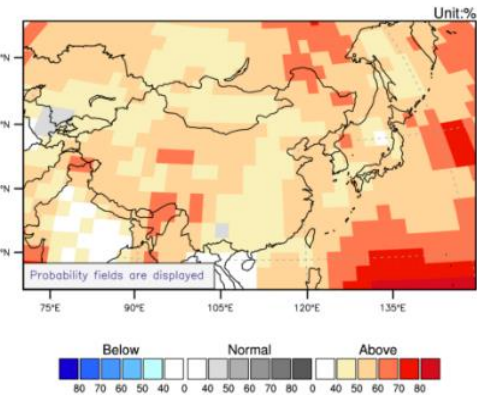 Unit:%
°N
°N
°N
°N
Probability fields are displayed
75°E 90°E 105°E 120°E 135°E
Below Normal Above
80 70 60 50 40 0 40 50 60 70 80 0 40 50 60 70 80